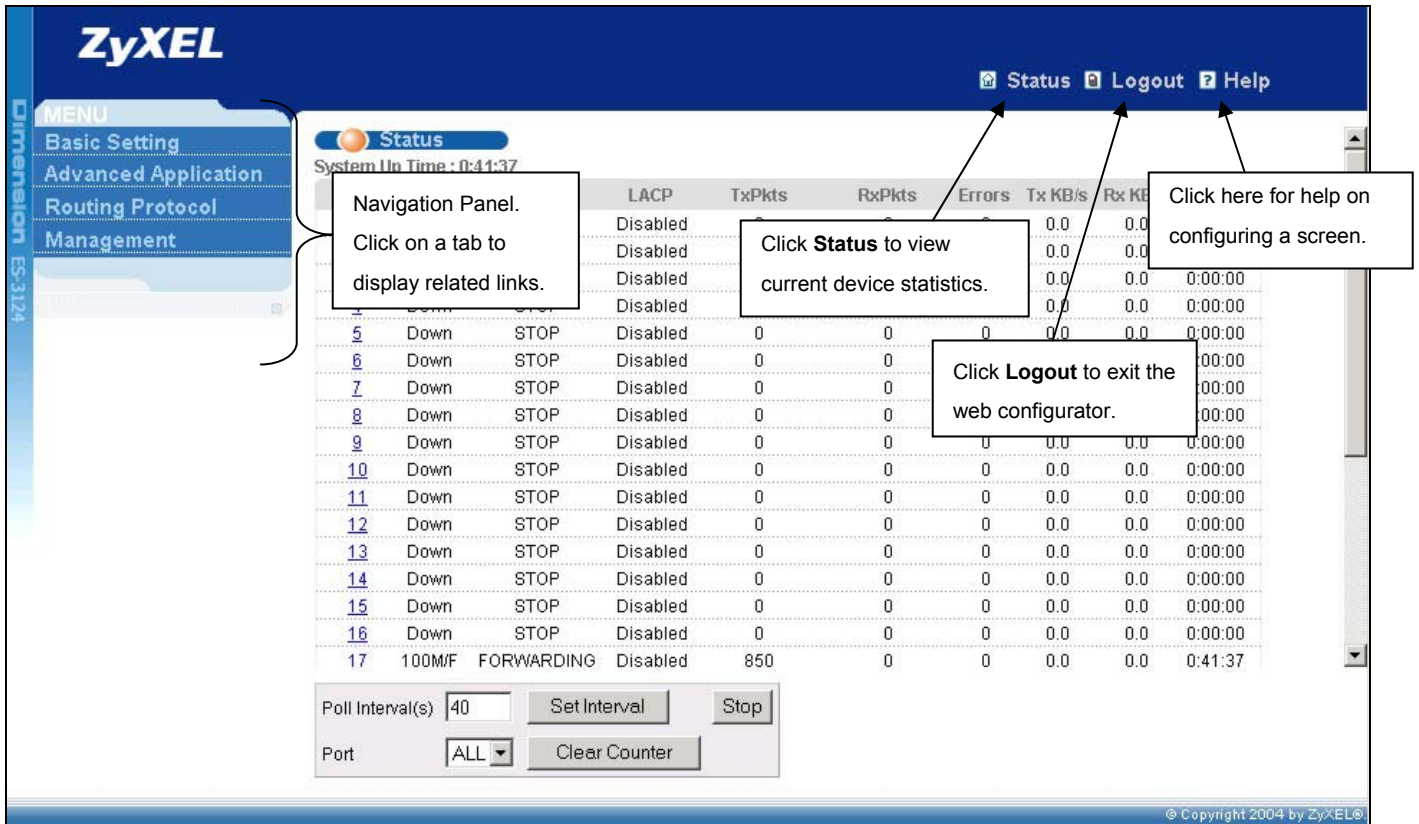 ZyXEL
Status Logout Help
Dimension ES-3124
MENU
Basic Setting
Advanced Application
Routing Protocol
Management
Status
System Up Time : 0:41:37
LACP TxPkts RxPkts Errors Tx KB/s Rx
Navigation Panel.
Click on a tab to
display related links.
Click Status to view
current device statistics.
Click here for help on
configuring a screen.
Click Logout to exit the
web configurator.
Disabled 0.0 0.0
Disabled 0.0 0.0
Disabled 0.0 0.0 0:00:00
Disabled 0.0 0.0 0:00:00
5 Down STOP Disabled 0 0 0 0.0 0.0 0:00:00
6 Down STOP Disabled 0 0 :00:00
7 Down STOP Disabled 0 0 :00:00
8 Down STOP Disabled 0 0 :00:00
9 Down STOP Disabled 0 0 0 0.0 0.0 0:00:00
10 Down STOP Disabled 0 0 0 0.0 0.0 0:00:00
11 Down STOP Disabled 0 0 0 0.0 0.0 0:00:00
12 Down STOP Disabled 0 0 0 0.0 0.0 0:00:00
13 Down STOP Disabled 0 0 0 0.0 0.0 0:00:00
14 Down STOP Disabled 0 0 0 0.0 0.0 0:00:00
15 Down STOP Disabled 0 0 0 0.0 0.0 0:00:00
16 Down STOP Disabled 0 0 0 0.0 0.0 0:00:00
17 100M/F FORWARDING Disabled 850 0 0 0.0 0.0 0:41:37
Poll Interval(s) 40 Set Interval Stop
Port ALL Clear Counter
© Copyright 2004 by ZyXEL®